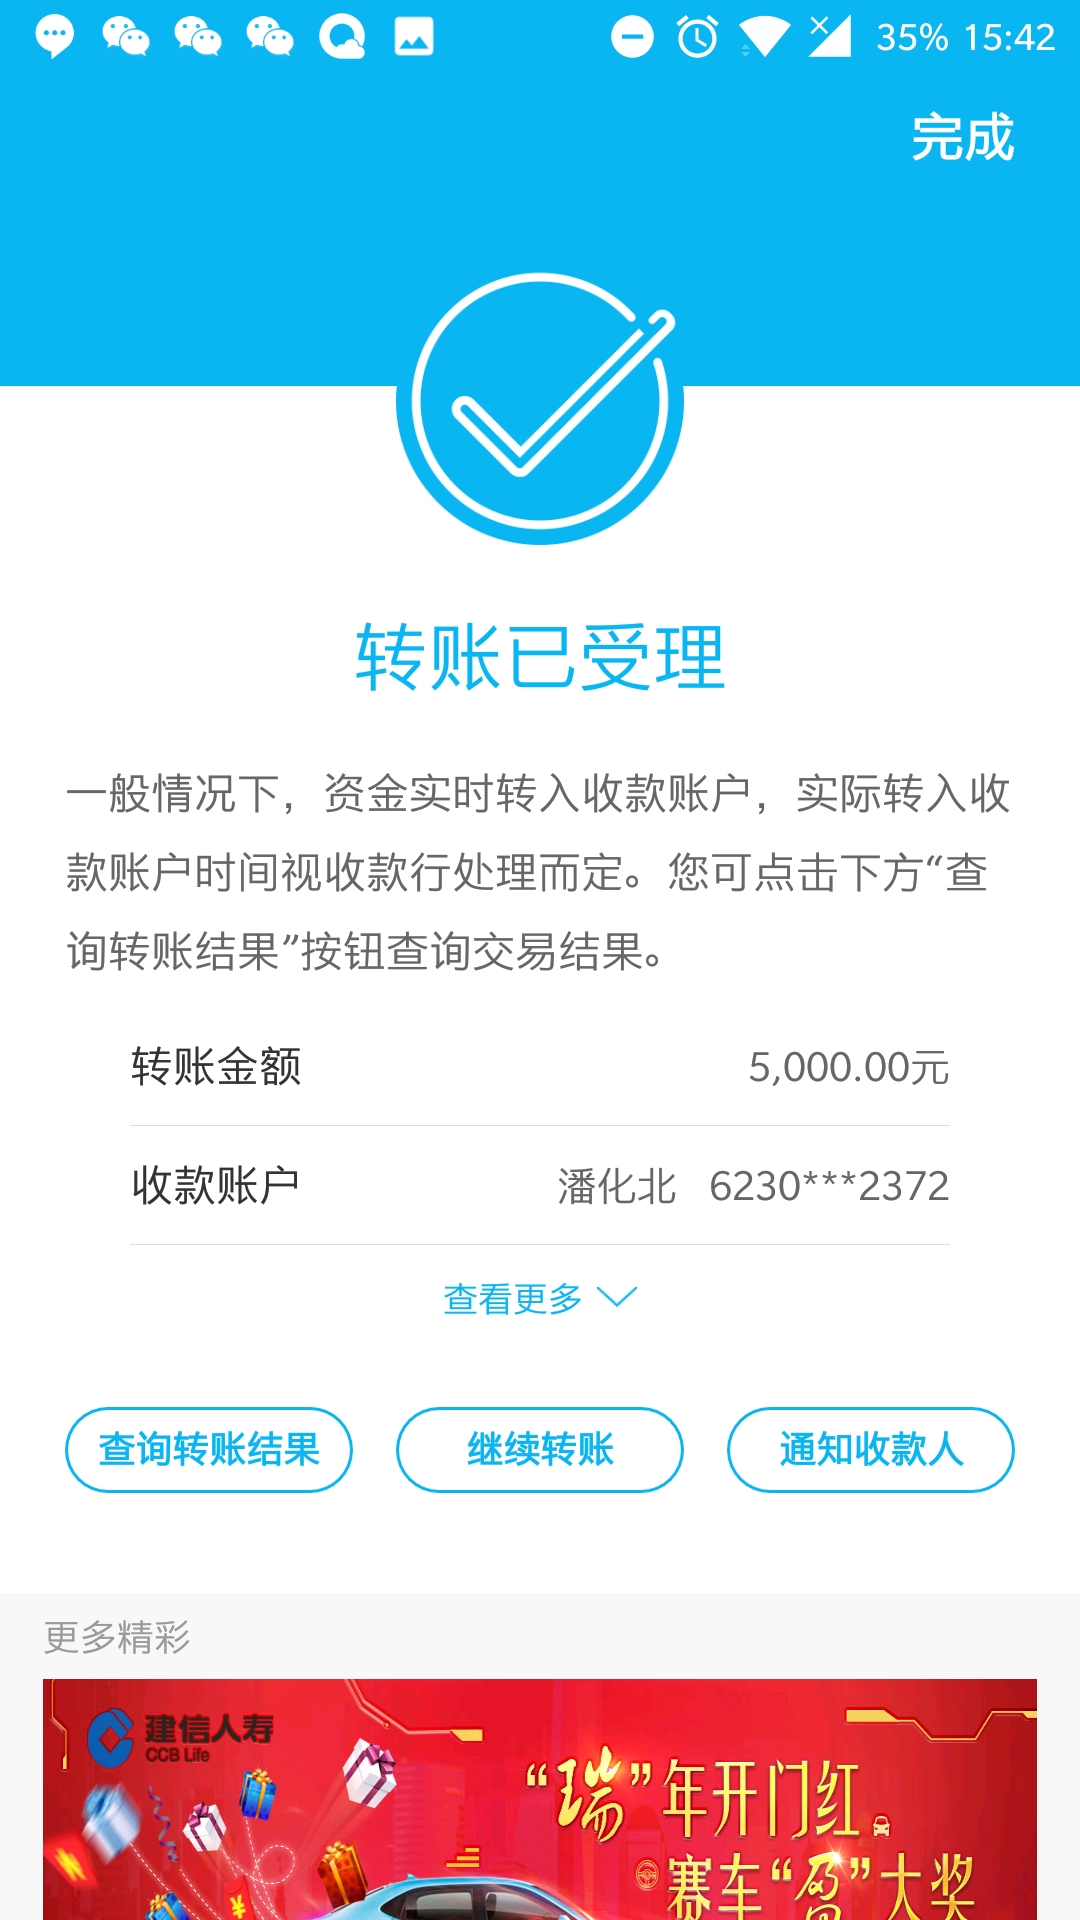 35% 15:42
完成
转账已受理
一般情况下，资金实时转入收款账户，实际转入收
款账户时间视收款行处理而定。您可点击下方“查
询转账结果”按钮查询交易结果。
转账金额 5,000.00元
收款账户 潘化北 6230***2372
查看更多
查询转账结果 继续转账 通知收款人
更多精彩
建信人寿
CCB Life
“瑞”年开门红
赛车“盈”大奖